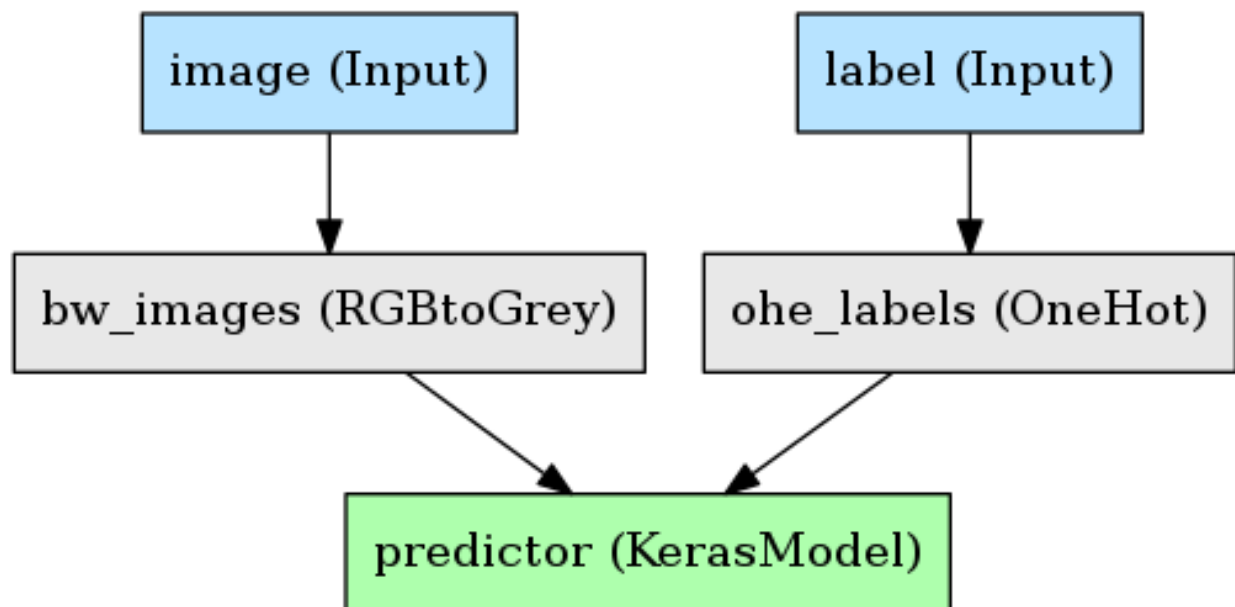 image (Input)
label (Input)
bw_images (RGBtoGrey)
ohe_labels (OneHot)
predictor (KerasModel)